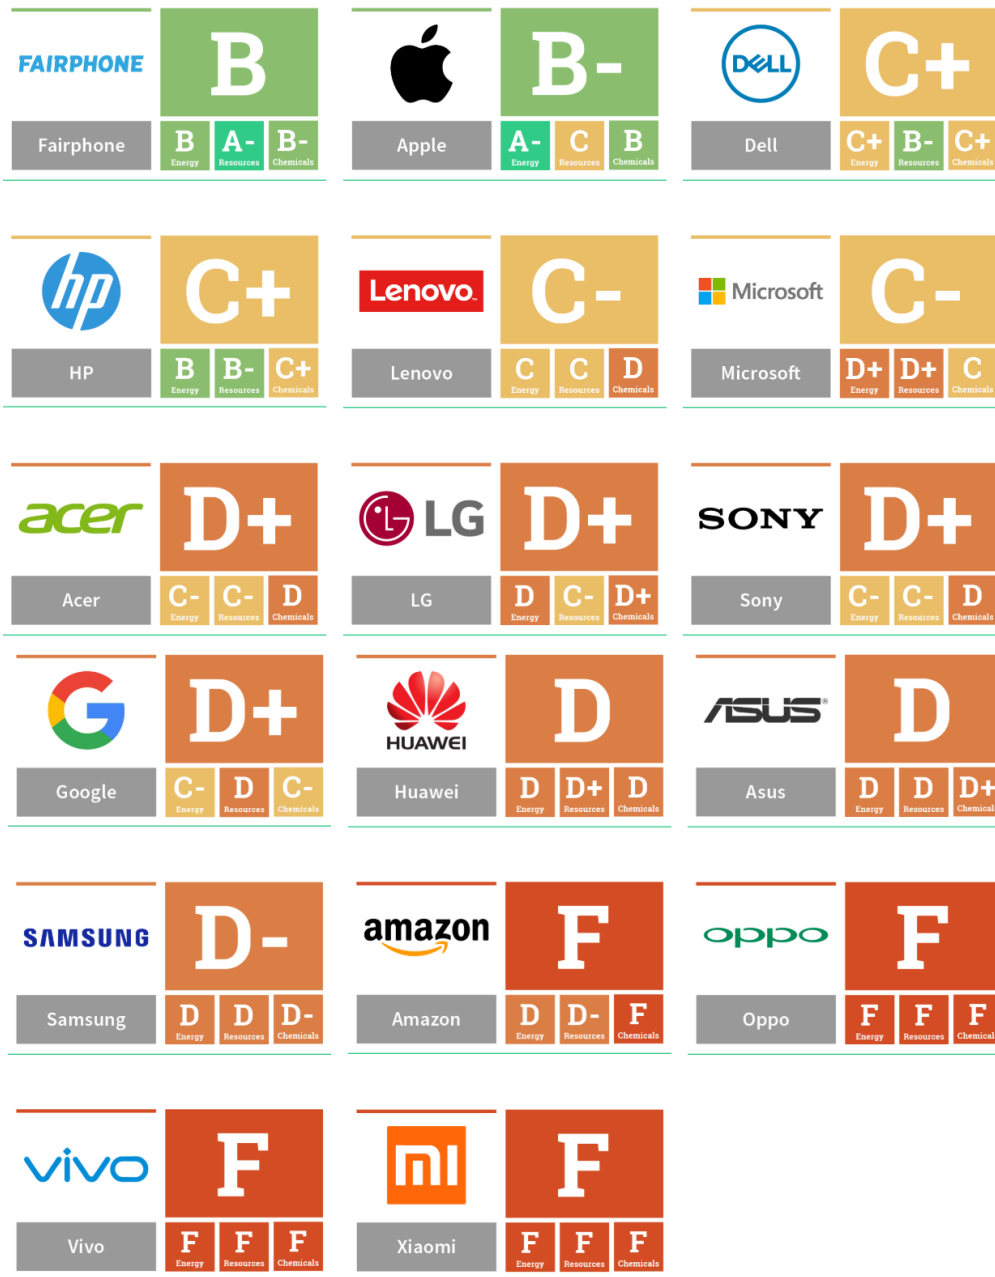 FAIRPHONE
B
Fairphone
B A- B-
Energy Resources Chemicals
B-
Apple
A- C B
Energy Resources Chemicals
DELL
C+
Dell
C+ B- C+
Energy Resources Chemicals
hp
C+
HP
B B- C+
Energy Resources Chemicals
Lenovo
C-
Lenovo
C C D
Energy Resources Chemicals
Microsoft
C-
Microsoft
D+ D+ C
Energy Resources Chemicals
acer
D+
Acer
C- C- D
Energy Resources Chemicals
LG
D+
LG
D C- D+
Energy Resources Chemicals
SONY
D+
Sony
C- C- D
Energy Resources Chemicals
G
D+
Google
C- D C-
Energy Resources Chemicals
HUAWEI
D
Huawei
D D+ D
Energy Resources Chemicals
ASUS®
D
Asus
D D D+
Energy Resources Chemical
SAMSUNG
D-
Samsung
D D D-
Energy Resources Chemicals
amazon
F
Amazon
D D- F
Energy Resources Chemicals
oppo
F
Oppo
F F F
Energy Resources Chemical
vivo
F
Vivo
F F F
Energy Resources Chemicals
mi
F
Xiaomi
F F F
Energy Resources Chemicals